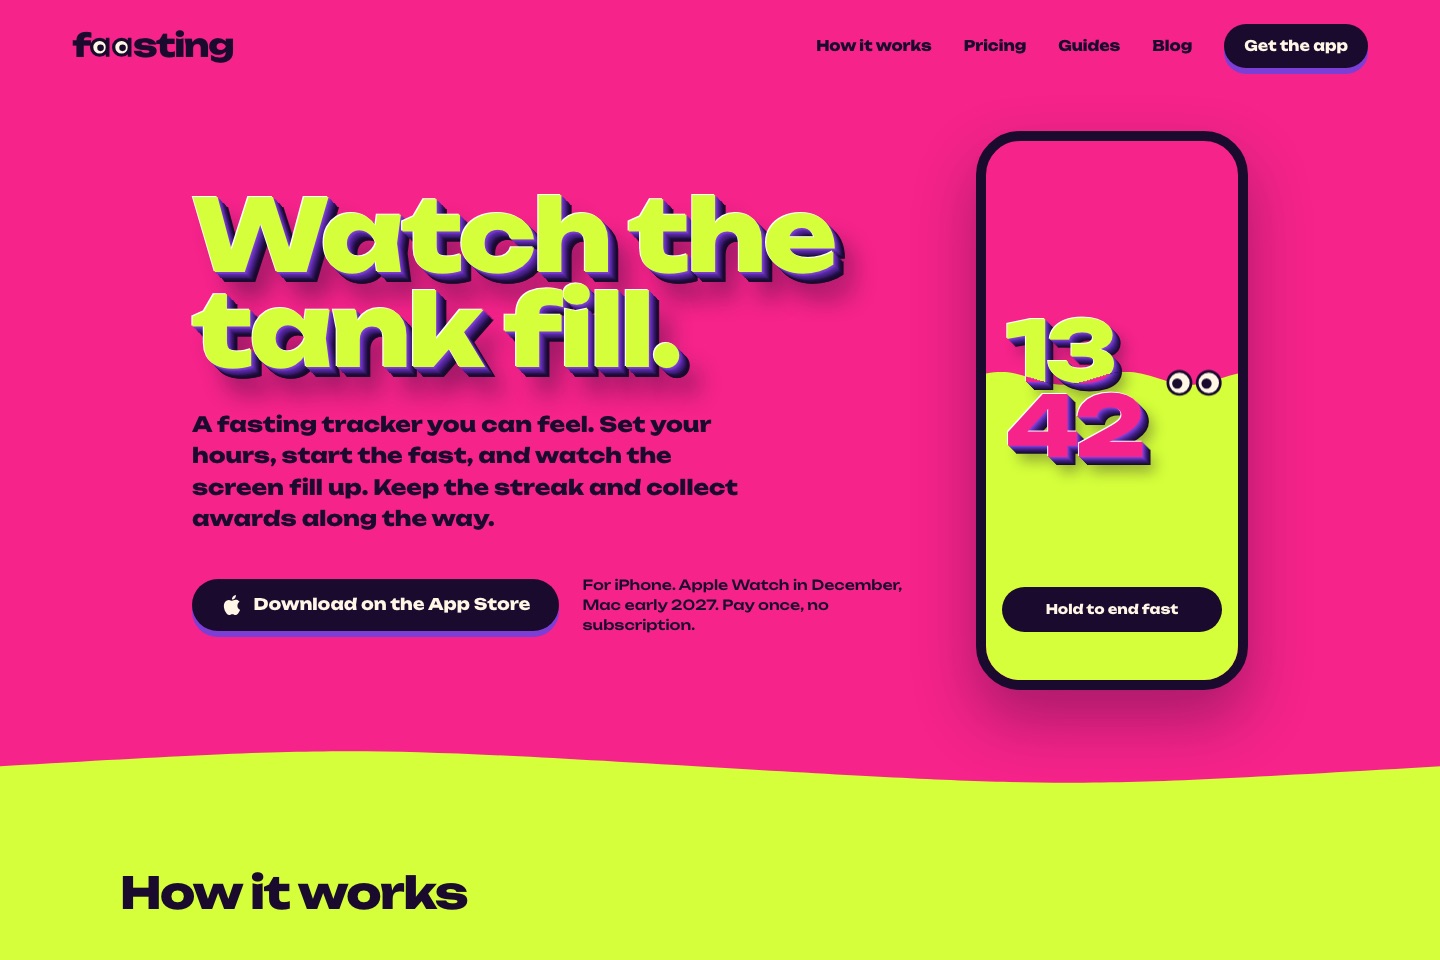 faasting
How it works
Pricing
Guides
Blog
Get the app
Watch the
tank fill.
A fasting tracker you can feel. Set your
hours, start the fast, and watch the
screen fill up. Keep the streak and collect
awards along the way.
Download on the App Store
For iPhone. Apple Watch in December,
Mac early 2027. Pay once, no
subscription.
13
42
Hold to end fast
How it works